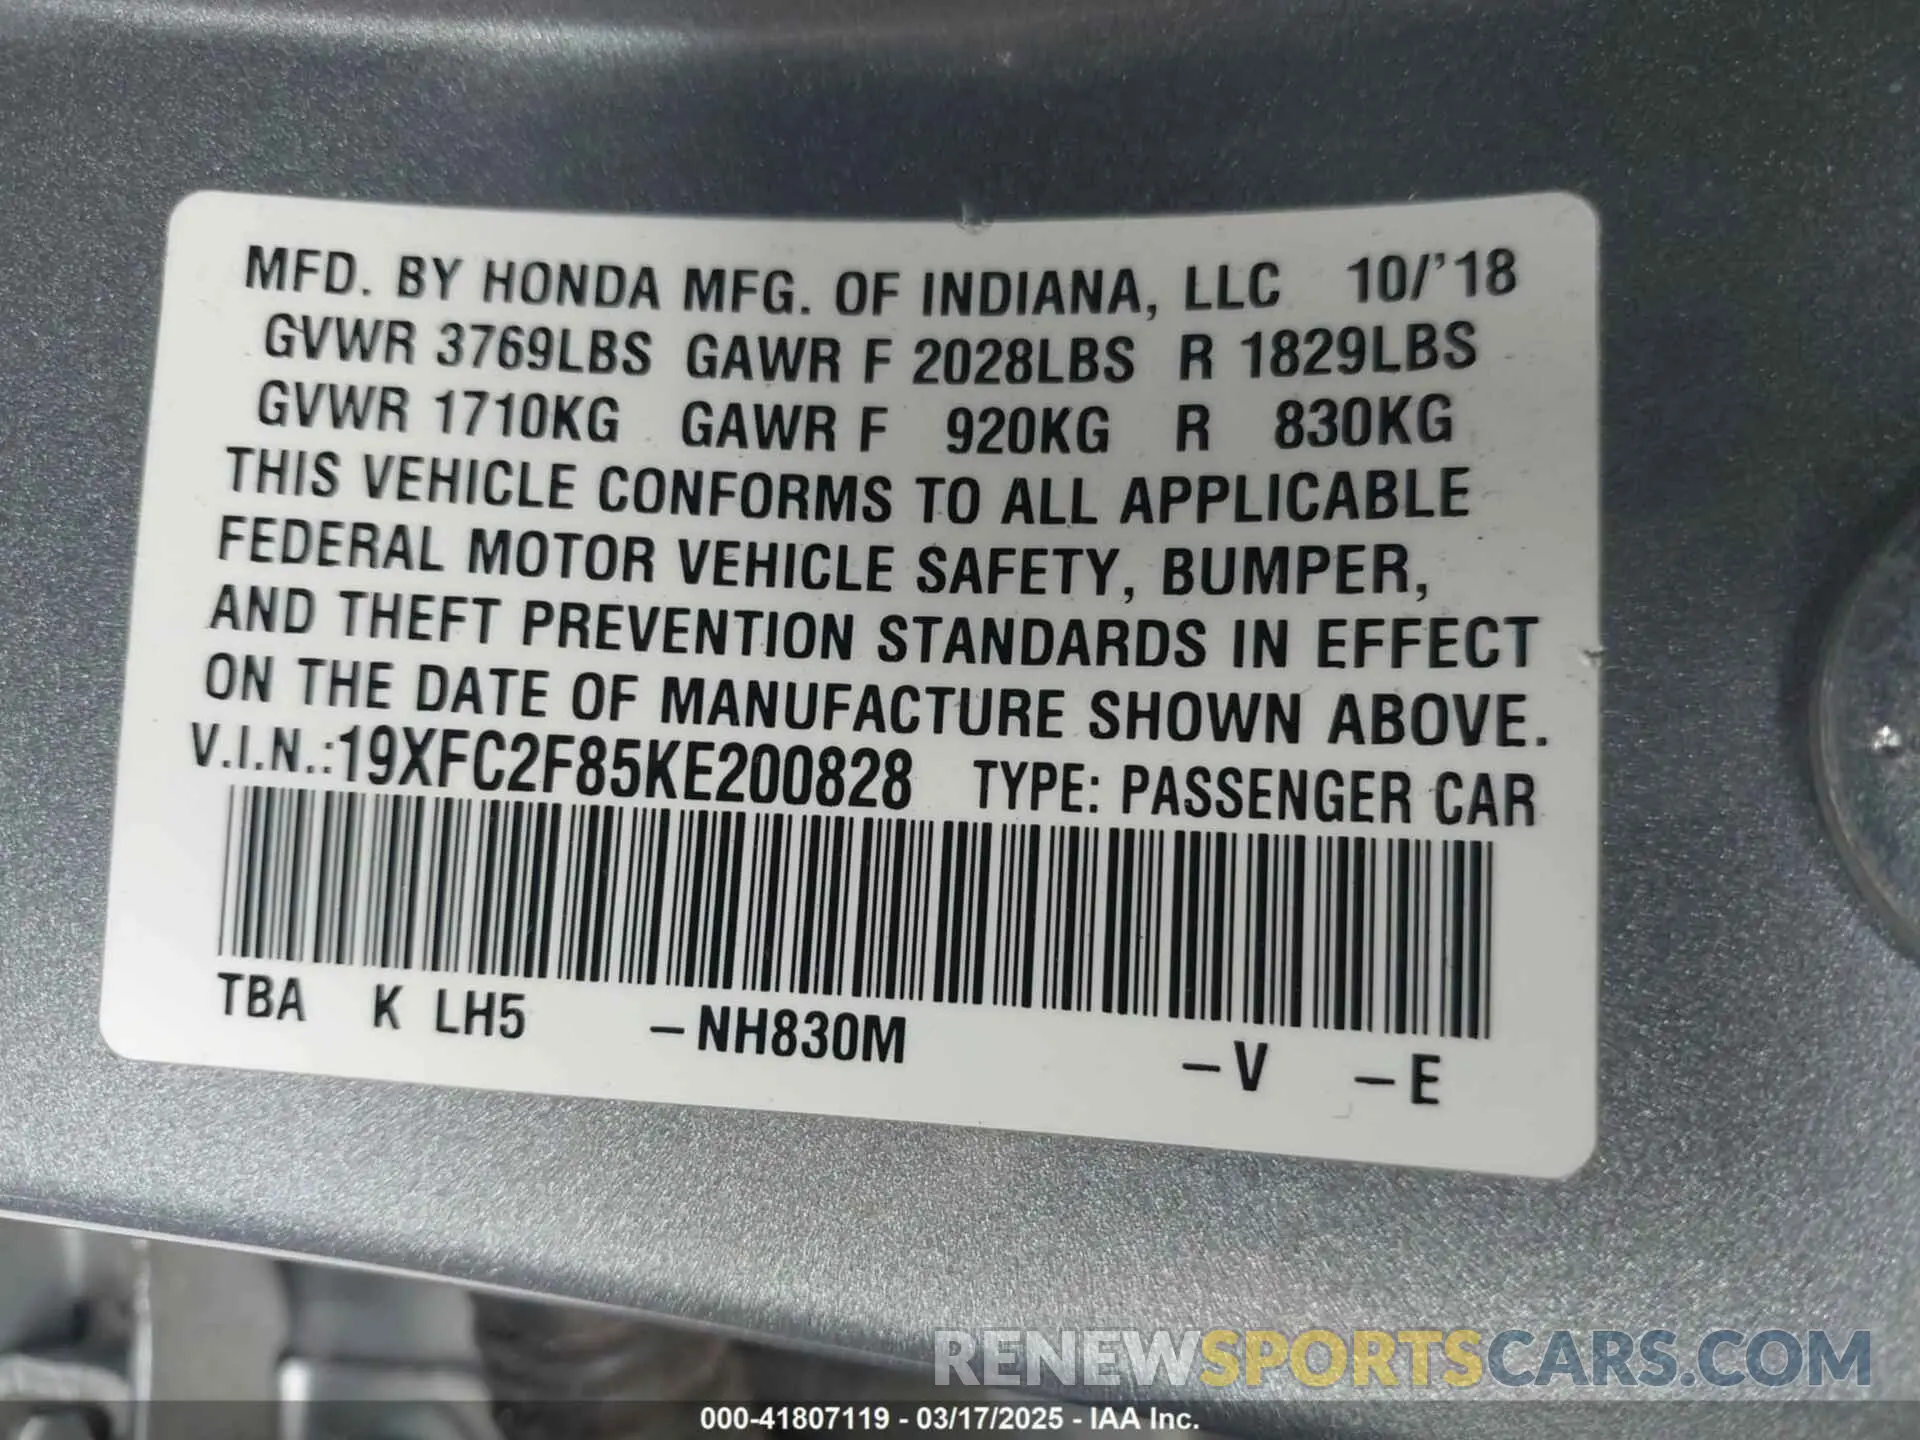 MFD. BY HONDA MFG. OF INDIANA, LLC 10/'18
GVWR 3769LBS GAWR F 2028LBS R 1829LBS
GVWR 1710KG GAWR F 920KG R 830KG
THIS VEHICLE CONFORMS TO ALL APPLICABLE
FEDERAL MOTOR VEHICLE SAFETY, BUMPER,
AND THEFT PREVENTION STANDARDS IN EFFECT
ON THE DATE OF MANUFACTURE SHOWN ABOVE.
V.I.N.:19XFC2F85KE200828 TYPE: PASSENGER CAR
TBA K LH5 –NH830M –V –E
RENEWSPORTSCARS.COM
000-41807119 - 03/17/2025 - IAA Inc.